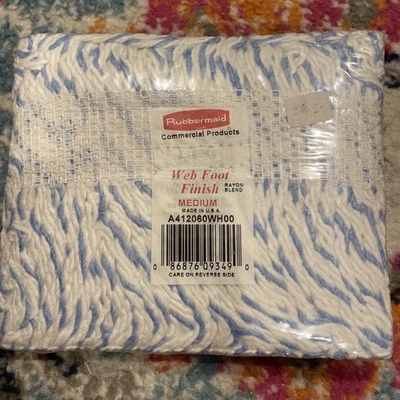 Rubbermaid
Commercial Products
Web Foot
Finish RAYON BLEND
MEDIUM
MADE IN U.S.A.
A412060WH00
0 86876 09349 0
CARE ON REVERSE SIDE